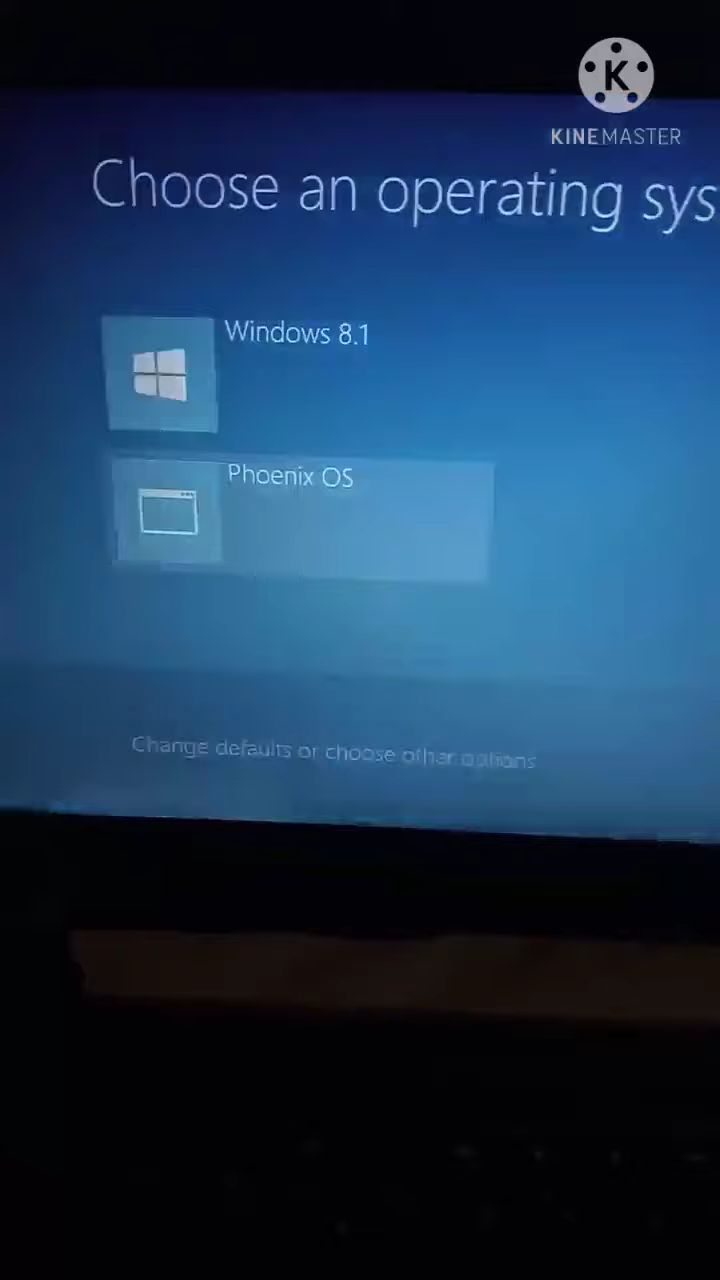 K
KINEMASTER
Choose an operating sys
Windows 8.1
Phoenix OS
Change defaults or choose other options